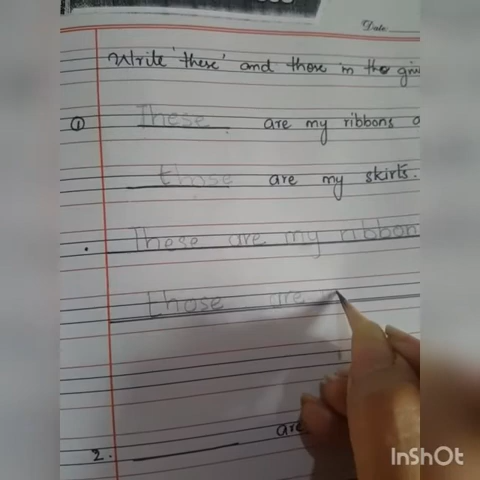 Date
Write 'these' and those in the giv
① These are my ribbons a
those are my skirts.
These are my ribbon
those are
2. are
InShOt